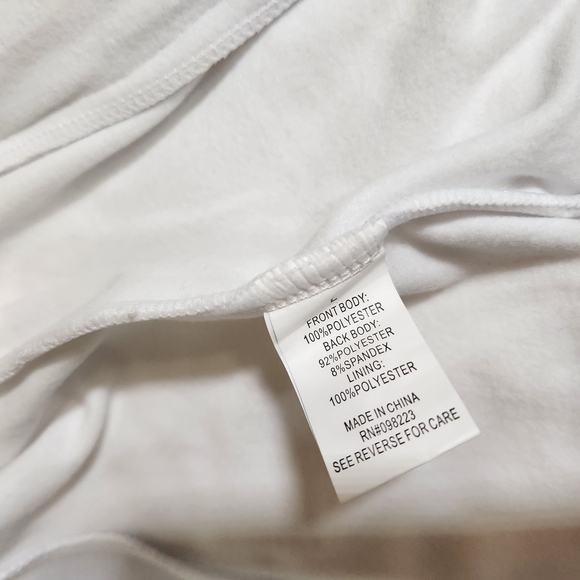 FRONT BODY:
100%POLYESTER
BACK BODY:
92%POLYESTER
8%SPANDEX
LINING:
100%POLYESTER
MADE IN CHINA
RN#098223
SEE REVERSE FOR CARE